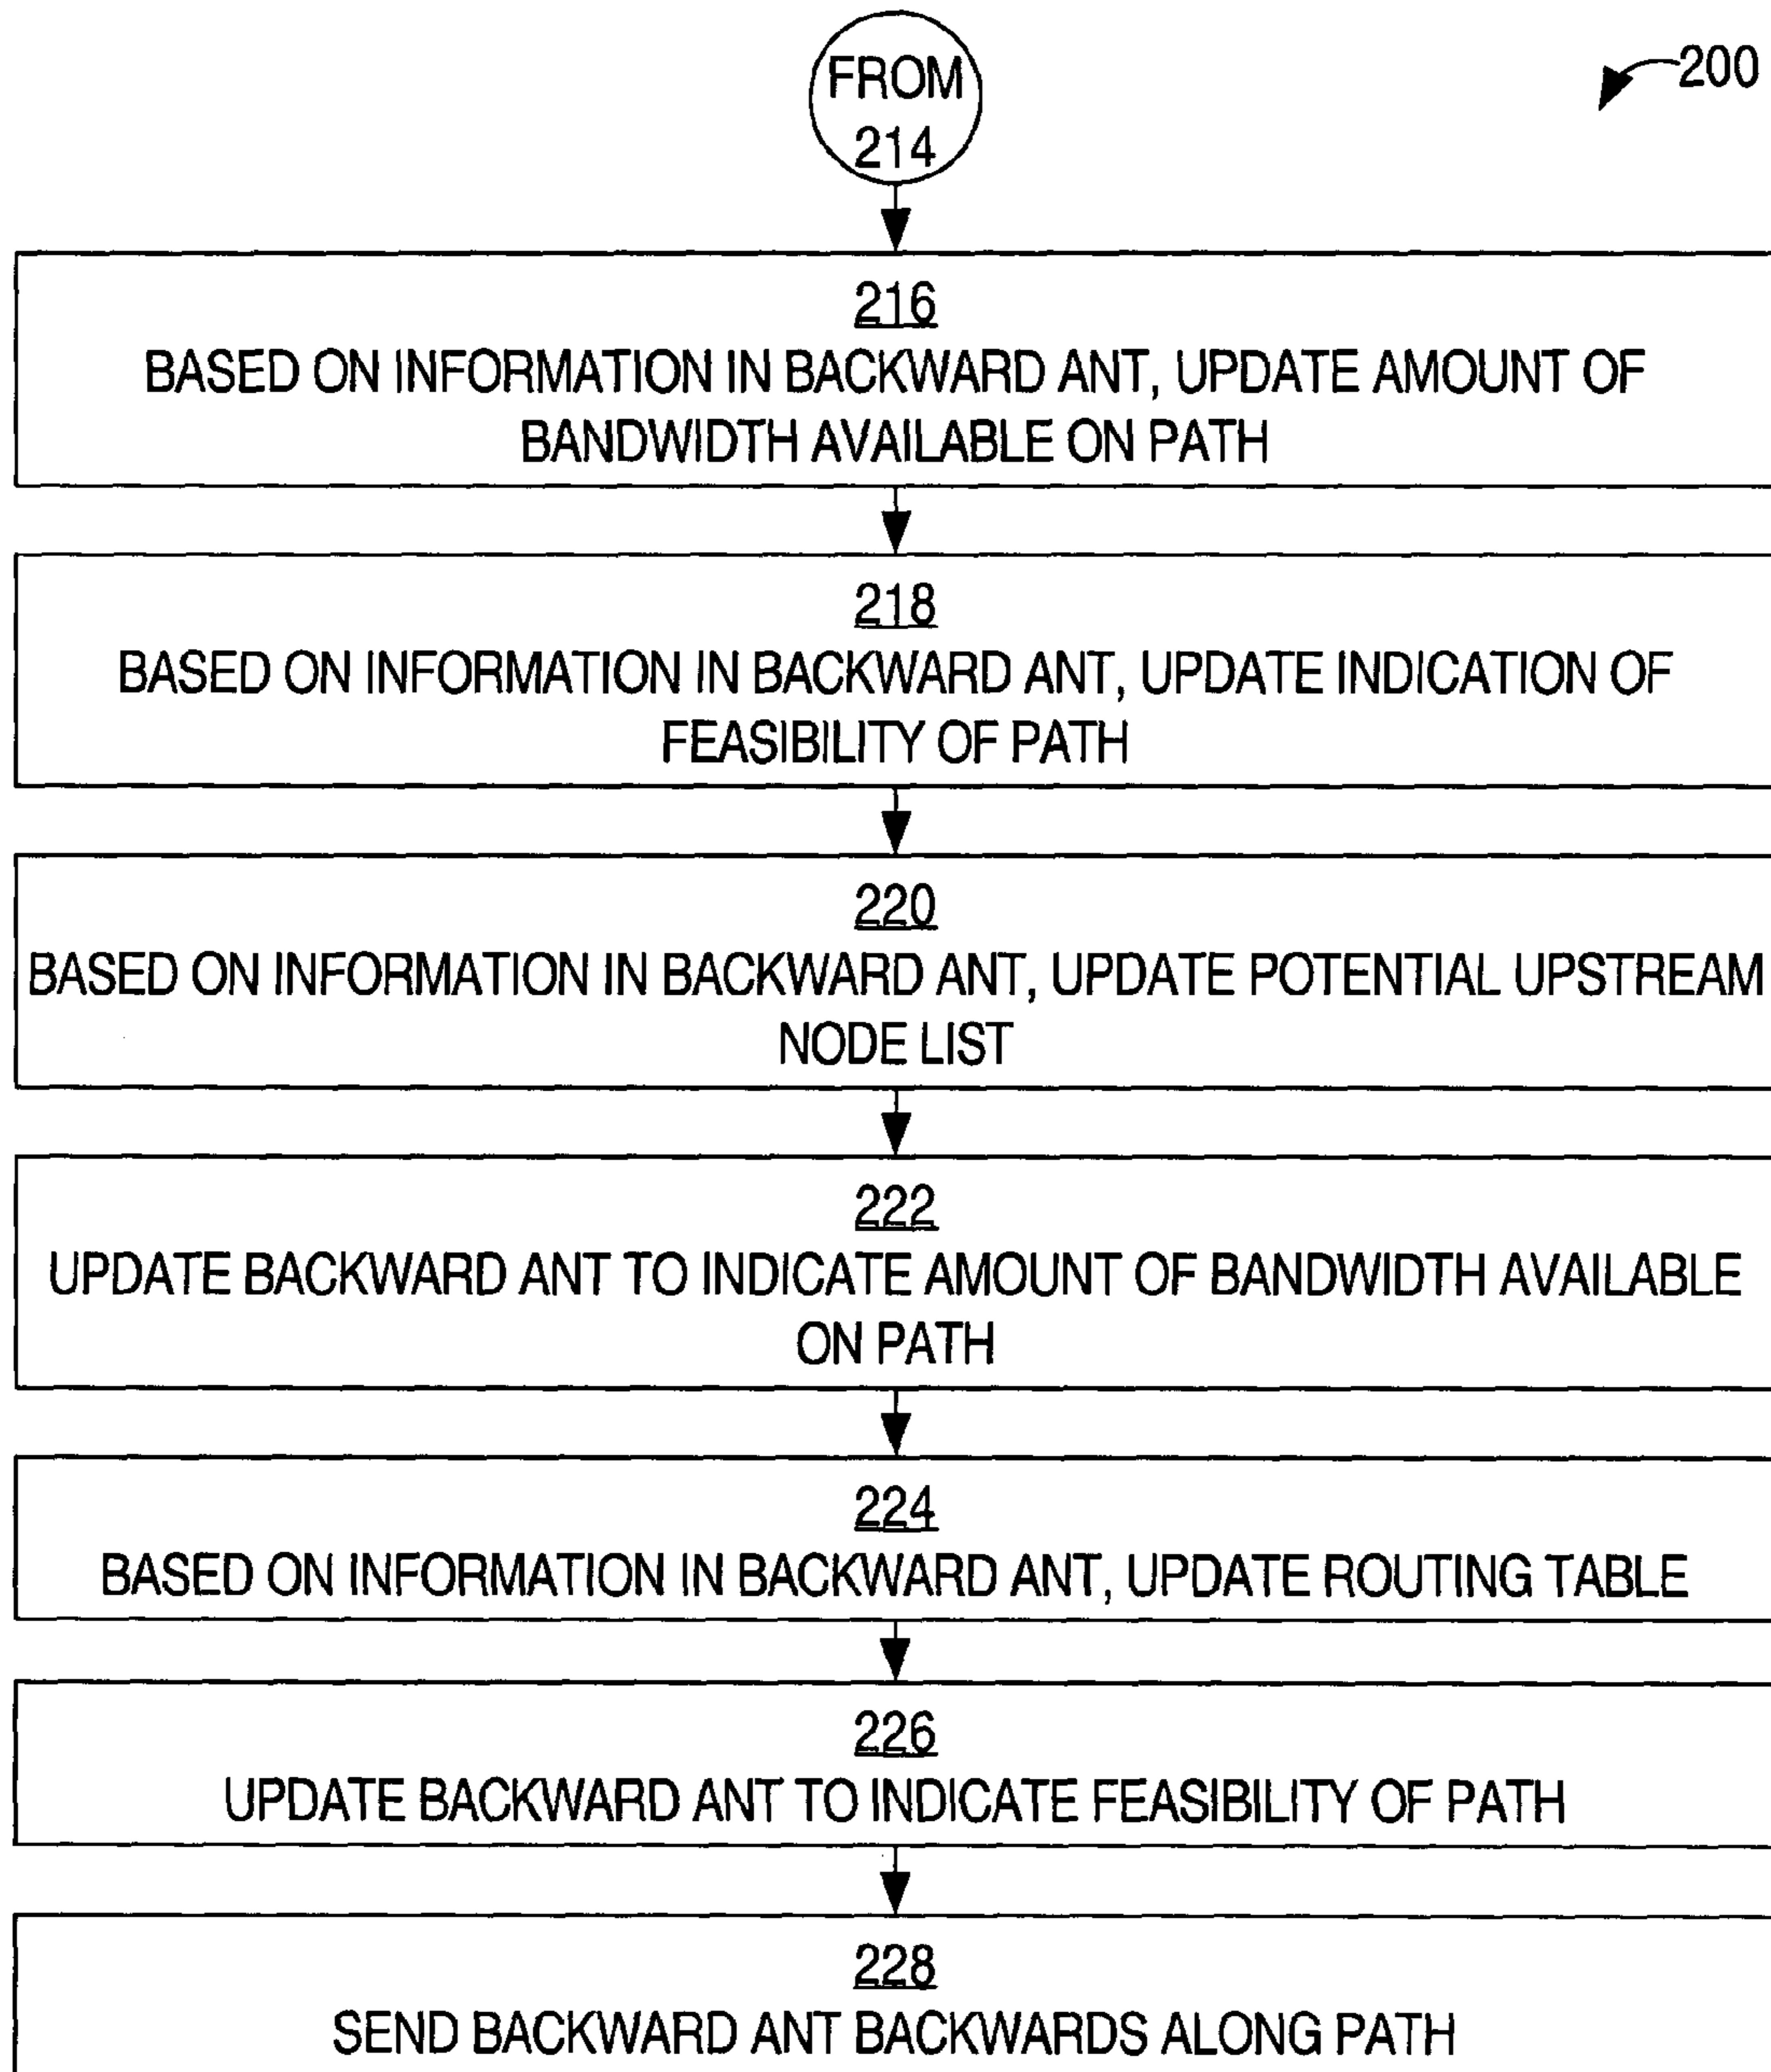 FROM
214
200
216
BASED ON INFORMATION IN BACKWARD ANT, UPDATE AMOUNT OF
BANDWIDTH AVAILABLE ON PATH
218
BASED ON INFORMATION IN BACKWARD ANT, UPDATE INDICATION OF
FEASIBILITY OF PATH
220
BASED ON INFORMATION IN BACKWARD ANT, UPDATE POTENTIAL UPSTREAM
NODE LIST
222
UPDATE BACKWARD ANT TO INDICATE AMOUNT OF BANDWIDTH AVAILABLE
ON PATH
224
BASED ON INFORMATION IN BACKWARD ANT, UPDATE ROUTING TABLE
226
UPDATE BACKWARD ANT TO INDICATE FEASIBILITY OF PATH
228
SEND BACKWARD ANT BACKWARDS ALONG PATH